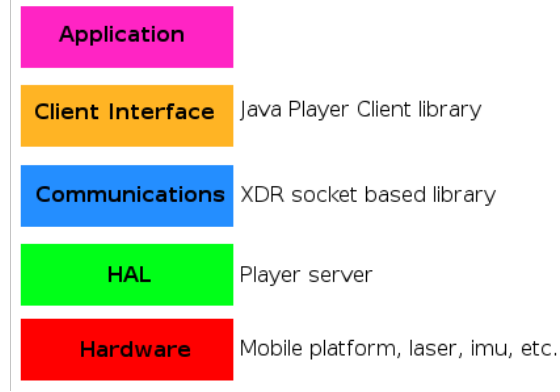 Application
Client Interface Java Player Client library
Communications XDR socket based library
HAL Player server
Hardware Mobile platform, laser, imu, etc.